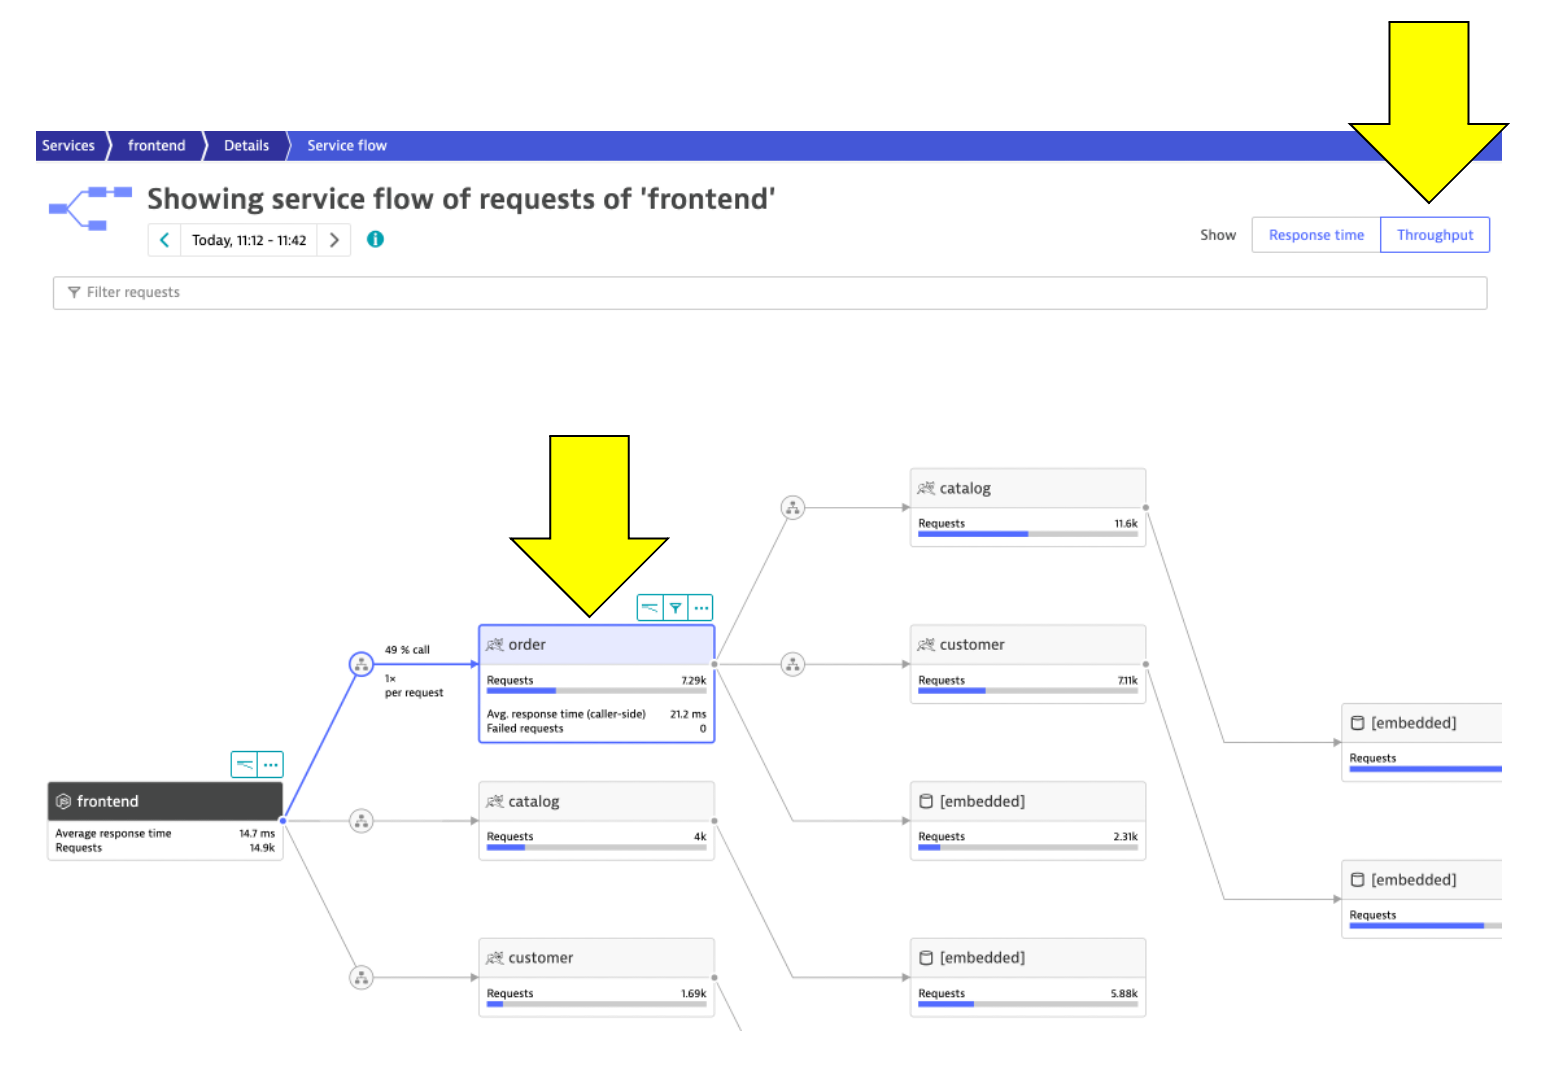 Services frontend Details Service flow
Showing service flow of requests of 'frontend'
Today, 11:12 - 11:42
Show Response time Throughput
Filter requests
catalog
Requests 11.6k
order
49 % call
1×
per request
Requests 7.29k
Avg. response time (caller-side) 21.2 ms
Failed requests 0
customer
Requests 7.11k
[embedded]
Requests
frontend
Average response time 14.7 ms
Requests 14.9k
catalog
Requests 4k
[embedded]
Requests 2.31k
[embedded]
Requests
customer
Requests 1.69k
[embedded]
Requests 5.88k